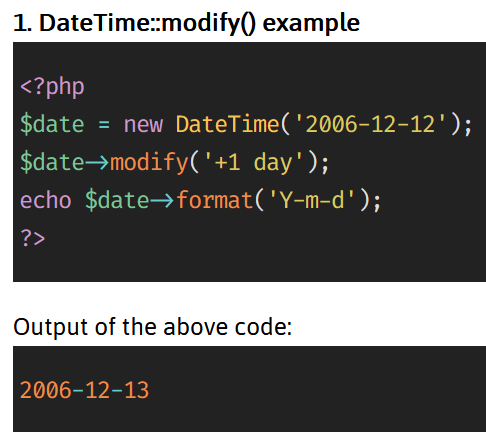 1. DateTime::modify() example
<?php
$date = new DateTime('2006-12-12');
$date->modify('+1 day');
echo $date->format('Y-m-d');
?>
Output of the above code:
2006-12-13